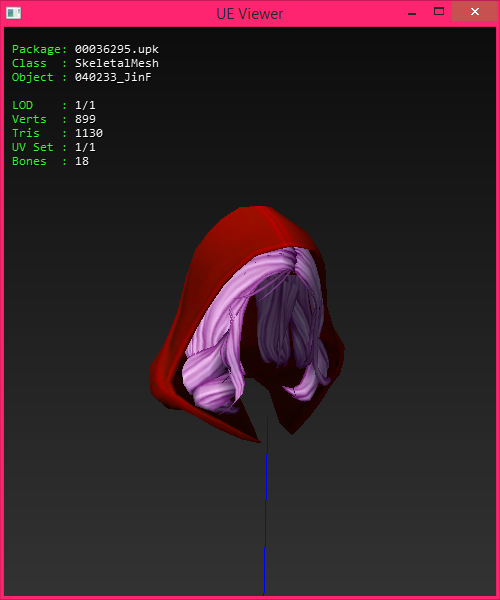 UE Viewer
Package: 00036295.upk
Class : SkeletalMesh
Object : 040233_JinF
LOD : 1/1
Verts : 899
Tris : 1130
UV Set : 1/1
Bones : 18